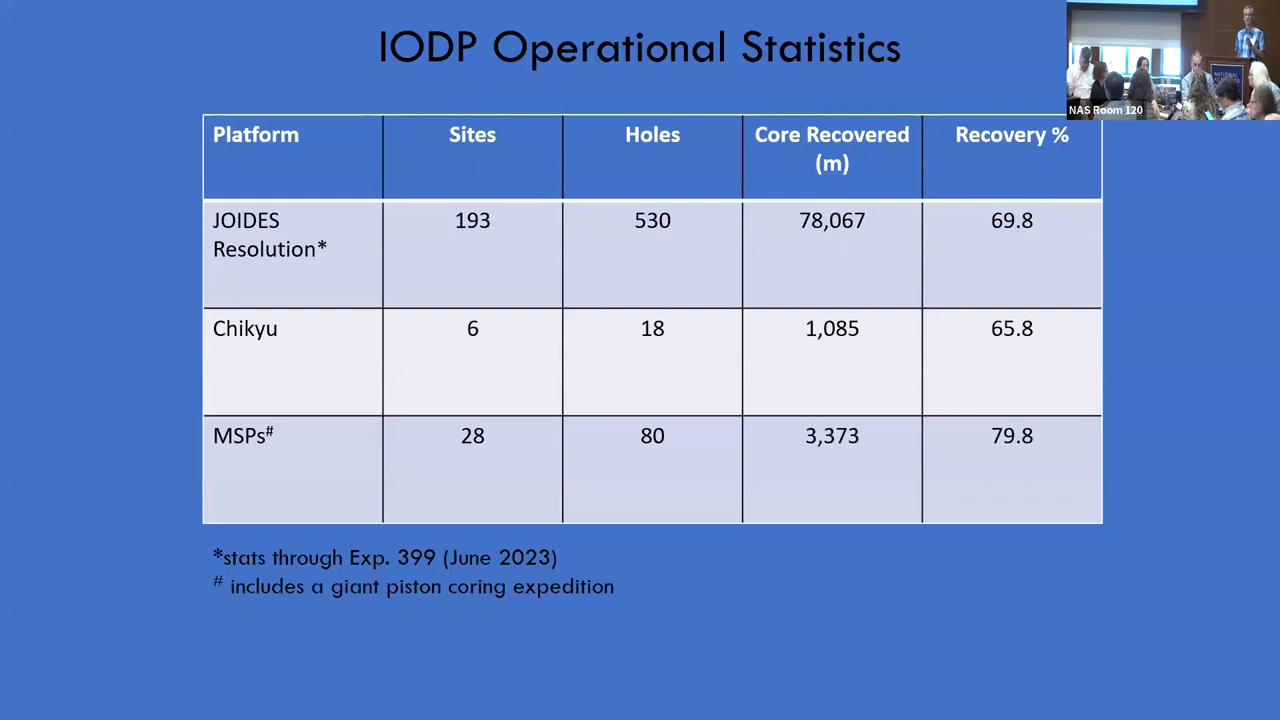 IODP Operational Statistics
NAS Room 120
Platform Sites Holes Core Recovered (m) Recovery %
JOIDES Resolution* 193 530 78,067 69.8
Chikyu 6 18 1,085 65.8
MSPs# 28 80 3,373 79.8
*stats through Exp. 399 (June 2023)
# includes a giant piston coring expedition